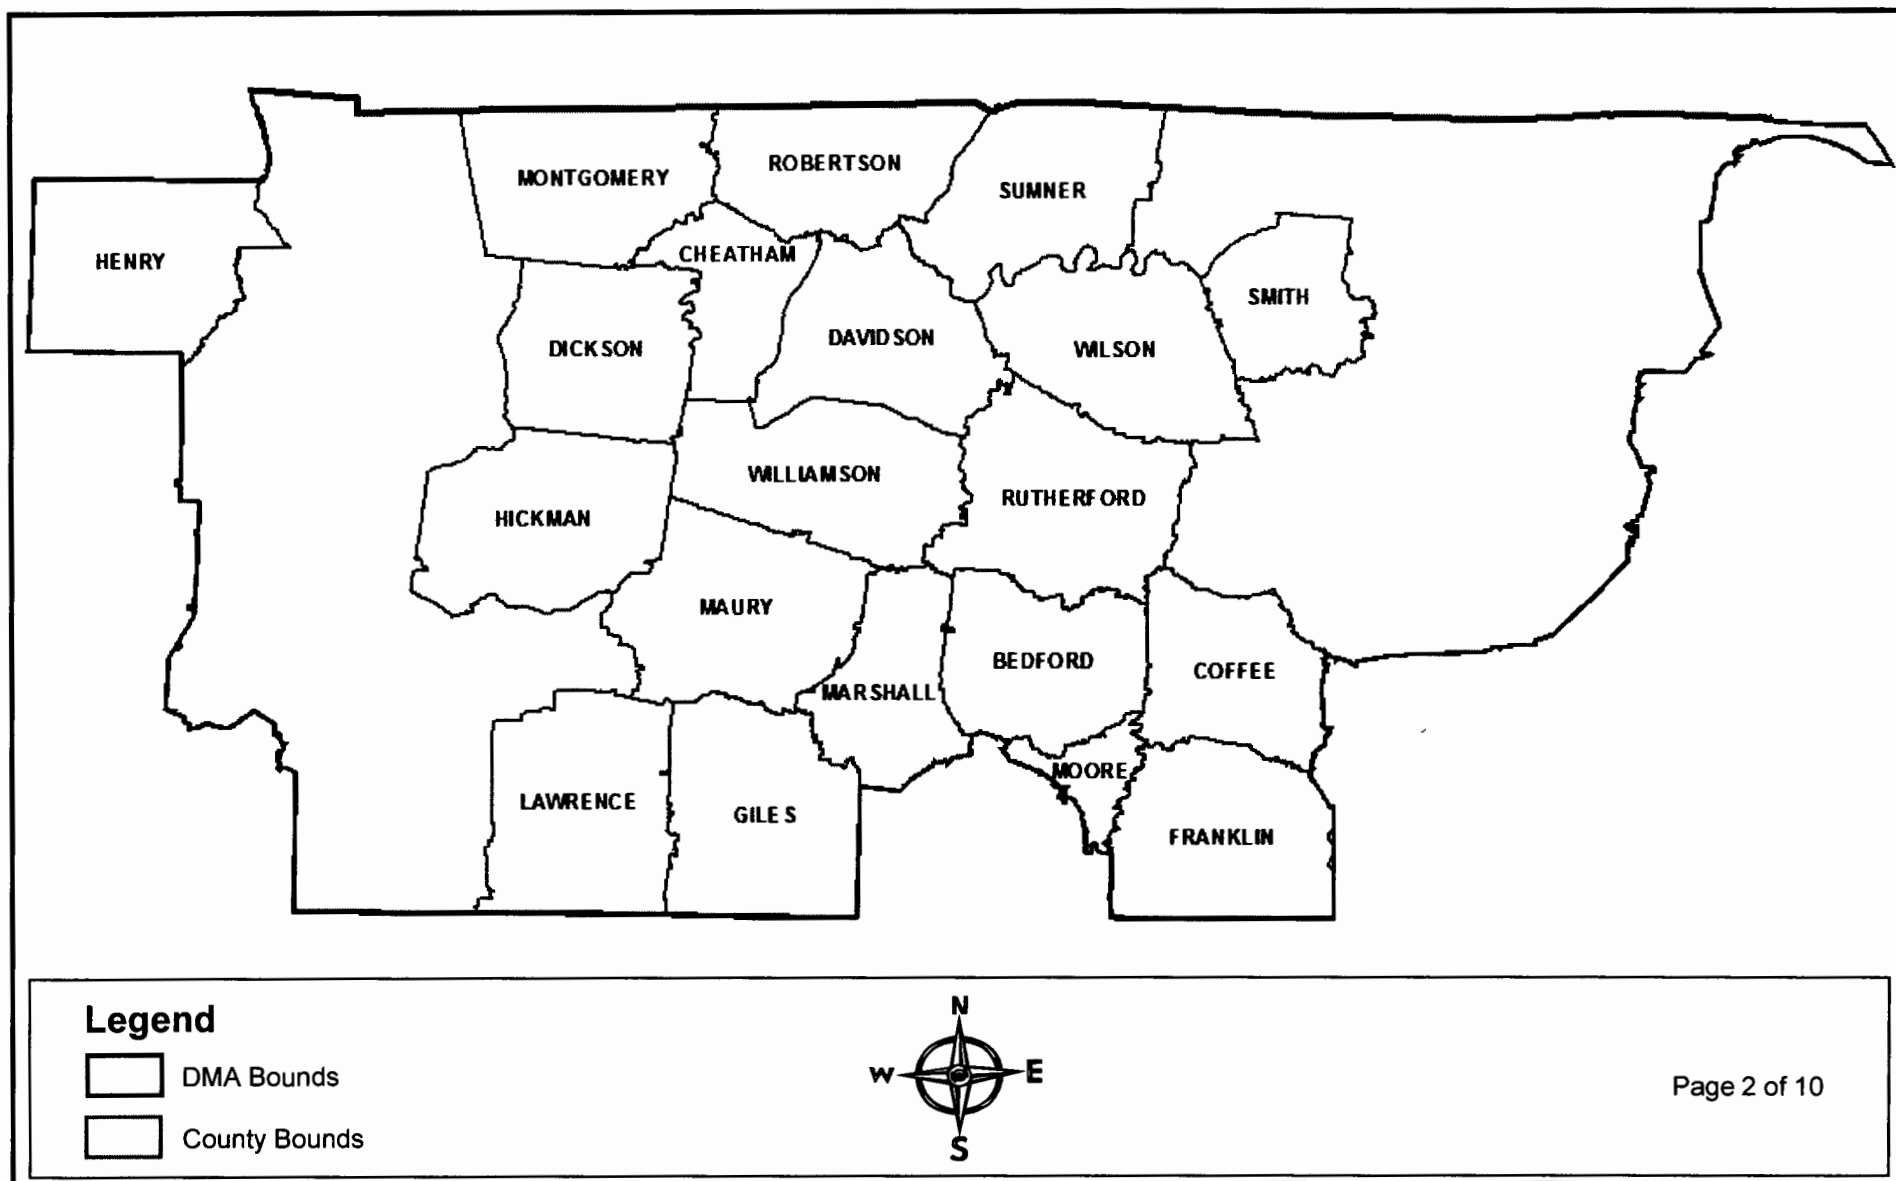 ROBERTSON
MONTGOMERY
SUMNER
HENRY
CHEATHAM
SMITH
DICKSON
DAVIDSON
WILSON
WILLIAMSON
RUTHERFORD
HICKMAN
MAURY
BEDFORD
COFFEE
MARSHALL
MOORE
LAWRENCE
GILES
FRANKLIN
Legend
DMA Bounds
County Bounds
N
W
E
S
Page 2 of 10